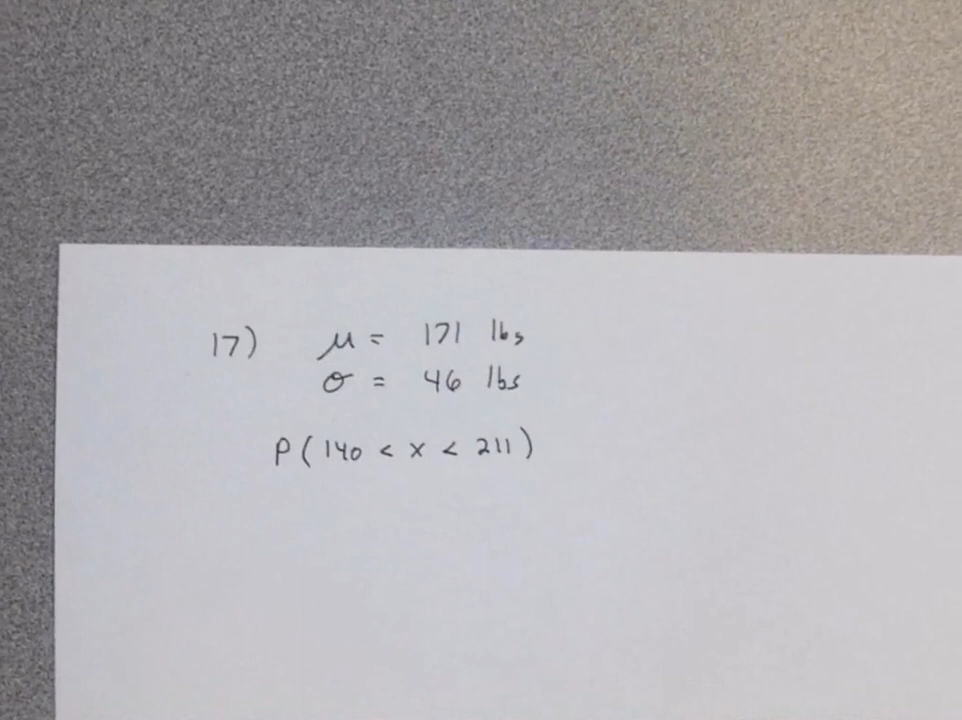 17) μ = 171 lbs
σ = 46 lbs
P(140 < x < 211)